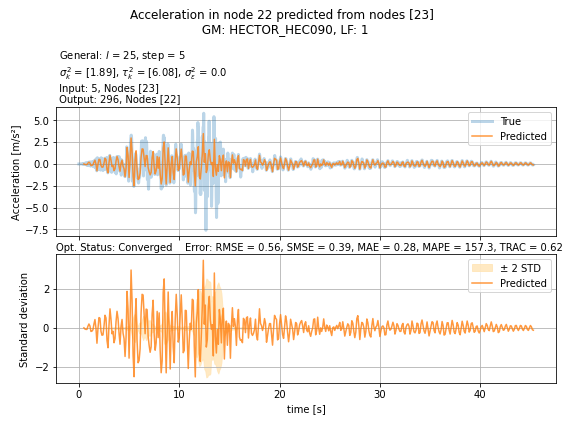 Acceleration in node 22 predicted from nodes [23]
GM: HECTOR_HEC090, LF: 1
General: l = 25, step = 5
σ²ₖ = [1.89], τ²ₖ = [6.08], σ²ε = 0.0
Input: 5, Nodes [23]
Output: 296, Nodes [22]
Acceleration [m/s²]
5.0
2.5
0.0
−2.5
−5.0
−7.5
True
Predicted
Opt. Status: Converged Error: RMSE = 0.56, SMSE = 0.39, MAE = 0.28, MAPE = 157.3, TRAC = 0.62
Standard deviation
2
0
−2
± 2 STD
Predicted
0 10 20 30 40
time [s]